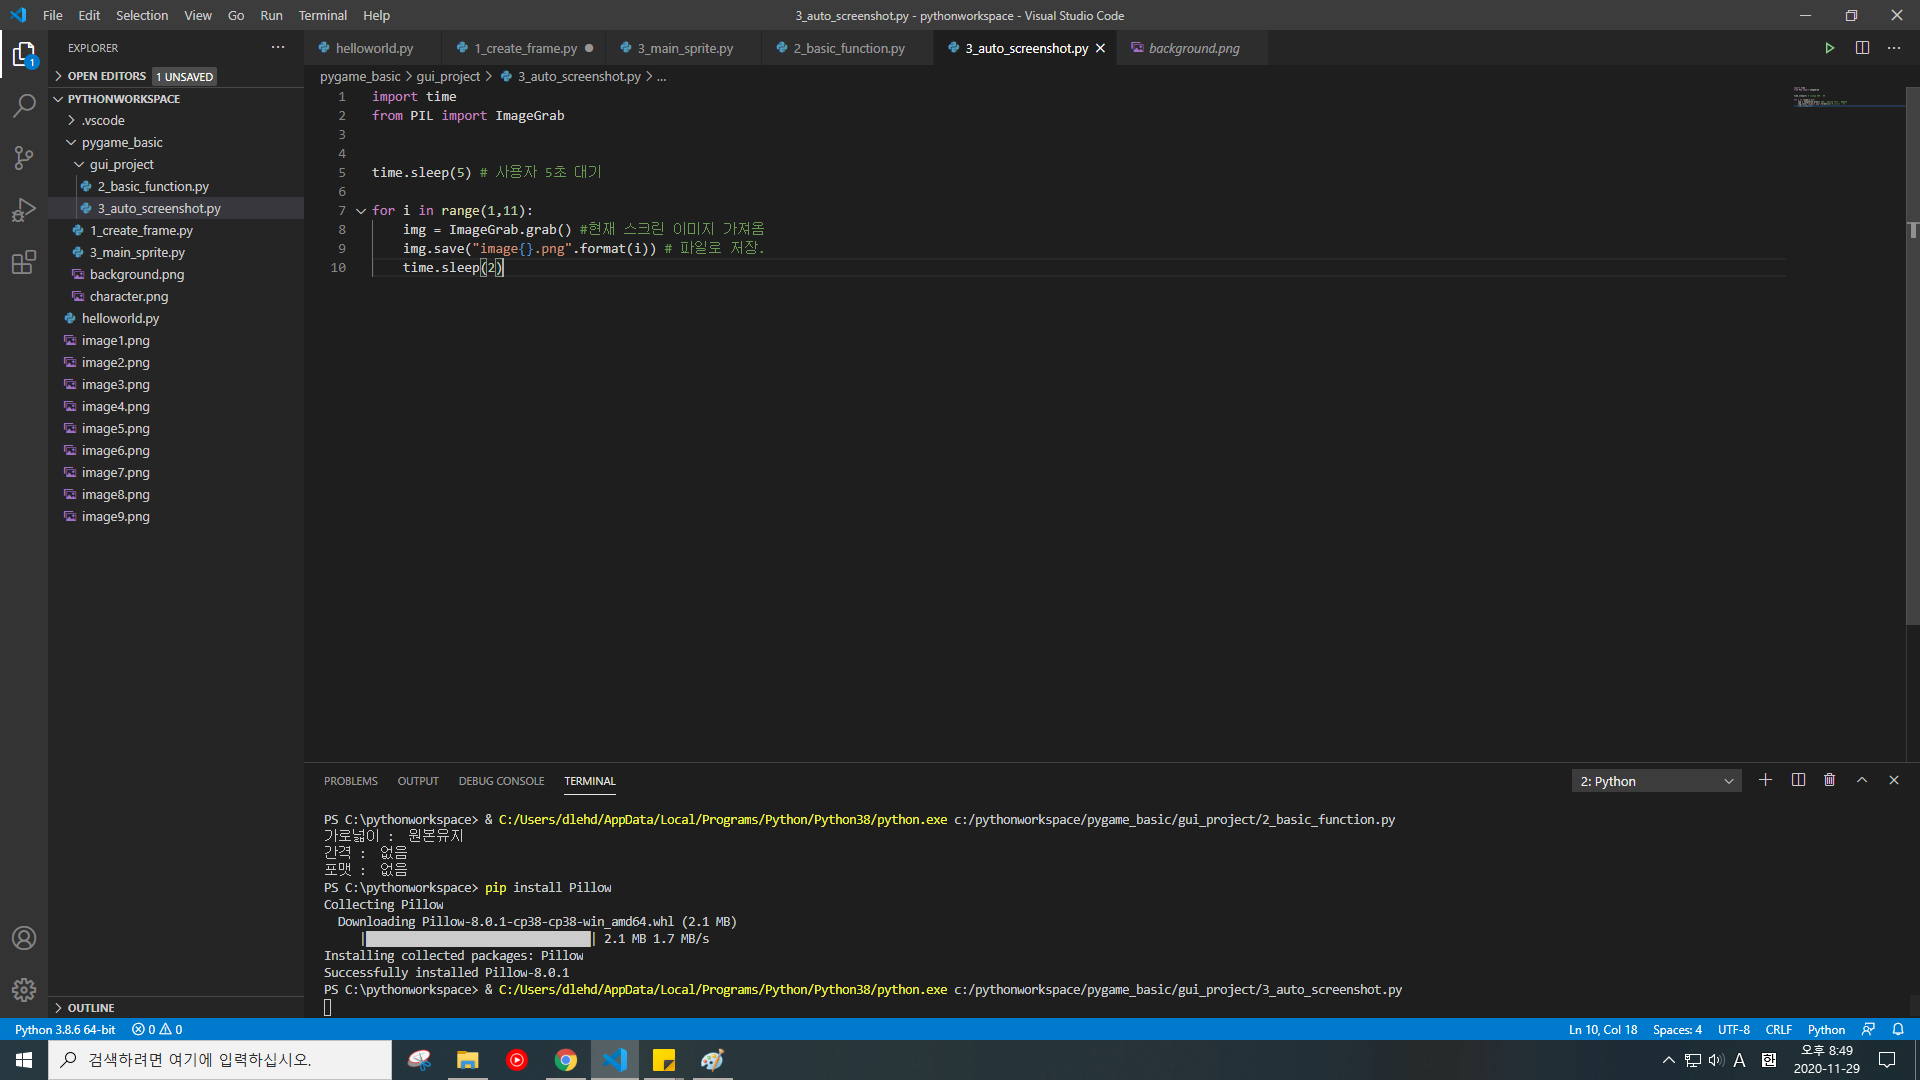 File Edit Selection View Go Run Terminal Help
3_auto_screenshot.py - pythonworkspace - Visual Studio Code
EXPLORER
helloworld.py
1_create_frame.py
3_main_sprite.py
2_basic_function.py
3_auto_screenshot.py
background.png
1
OPEN EDITORS 1 UNSAVED
PYTHONWORKSPACE
.vscode
pygame_basic
gui_project
2_basic_function.py
3_auto_screenshot.py
1_create_frame.py
3_main_sprite.py
background.png
character.png
helloworld.py
image1.png
image2.png
image3.png
image4.png
image5.png
image6.png
image7.png
image8.png
image9.png
OUTLINE
pygame_basic > gui_project > 3_auto_screenshot.py > ...
1 import time
2 from PIL import ImageGrab
3
4
5 time.sleep(5) # 사용자 5초 대기
6
7 for i in range(1,11):
8 img = ImageGrab.grab() #현재 스크린 이미지 가져옴
9 img.save("image{}.png".format(i)) # 파일로 저장.
10 time.sleep(2)
PROBLEMS OUTPUT DEBUG CONSOLE TERMINAL
2: Python
PS C:\pythonworkspace> & C:/Users/dlehd/AppData/Local/Programs/Python/Python38/python.exe c:/pythonworkspace/pygame_basic/gui_project/2_basic_function.py
가로넓이 : 원본유지
간격 : 없음
포맷 : 없음
PS C:\pythonworkspace> pip install Pillow
Collecting Pillow
Downloading Pillow-8.0.1-cp38-cp38-win_amd64.whl (2.1 MB)
| | 2.1 MB 1.7 MB/s
Installing collected packages: Pillow
Successfully installed Pillow-8.0.1
PS C:\pythonworkspace> & C:/Users/dlehd/AppData/Local/Programs/Python/Python38/python.exe c:/pythonworkspace/pygame_basic/gui_project/3_auto_screenshot.py
Python 3.8.6 64-bit 0 0
Ln 10, Col 18 Spaces: 4 UTF-8 CRLF Python
검색하려면 여기에 입력하십시오.
A 한
오후 8:49
2020-11-29